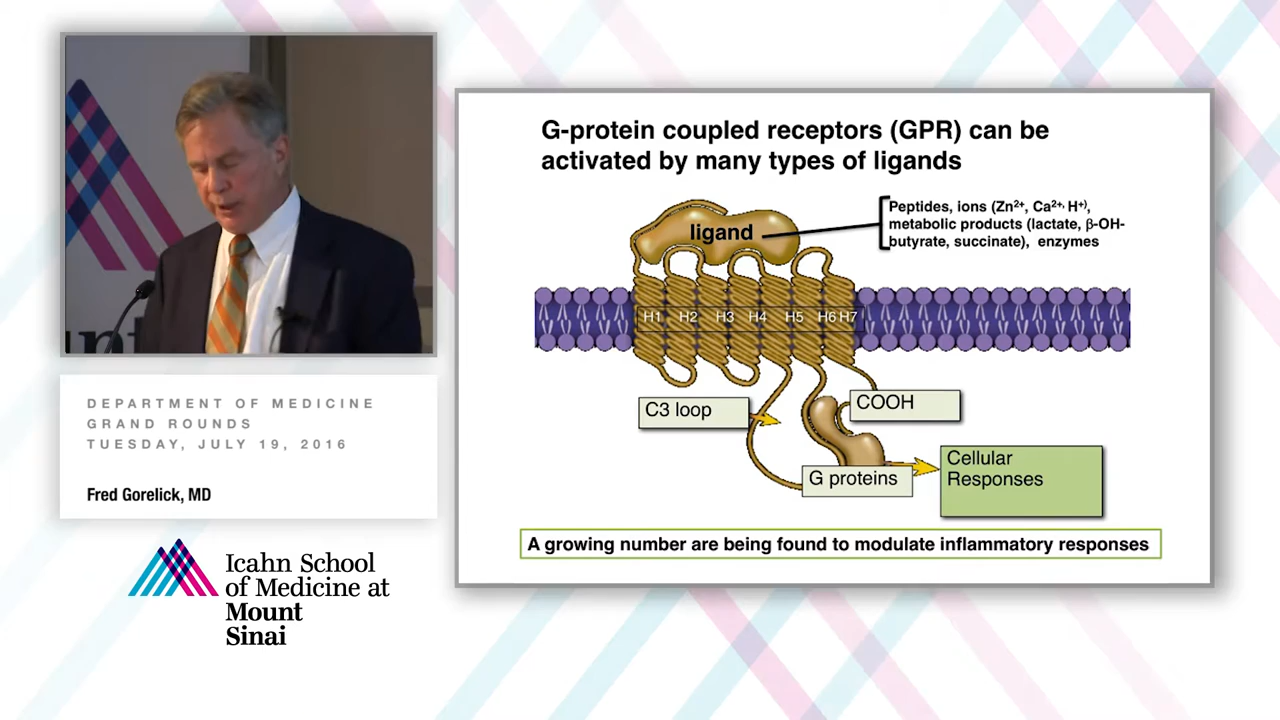 DEPARTMENT OF MEDICINE
GRAND ROUNDS
TUESDAY, JULY 19, 2016
Fred Gorelick, MD
Icahn School
of Medicine at
Mount
Sinai
G-protein coupled receptors (GPR) can be
activated by many types of ligands
ligand
Peptides, ions (Zn²⁺, Ca²⁺, H⁺),
metabolic products (lactate, β-OH-
butyrate, succinate), enzymes
H1 H2 H3 H4 H5 H6 H7
C3 loop
COOH
G proteins
Cellular
Responses
A growing number are being found to modulate inflammatory responses